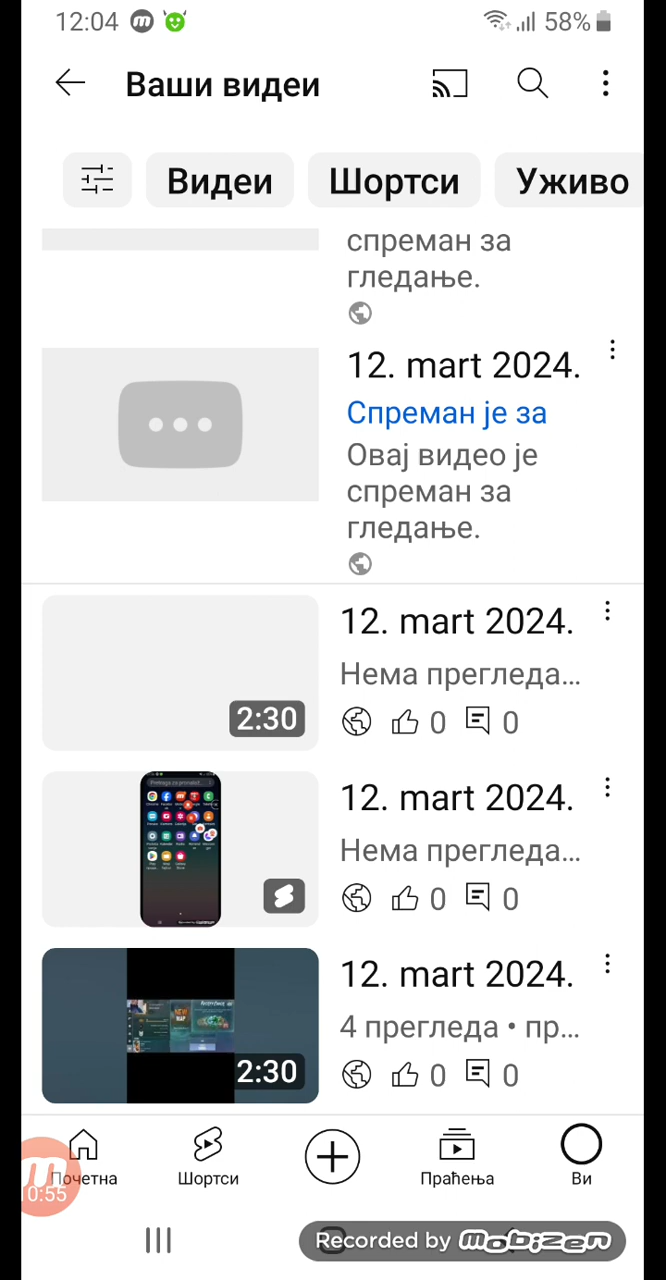 12:04 58%
Ваши видеи
Видеи Шортси Уживо
спреман за
гледање.
12. mart 2024.
Спреман је за
Овај видео је
спреман за
гледање.
12. mart 2024.
Нема прегледа...
2:30
0 0
12. mart 2024.
Нема прегледа...
0 0
12. mart 2024.
4 прегледа • пр...
NEW
MAP
2:30
0 0
Почетна Шортси Праћења Ви
0:55
Recorded by mobizen